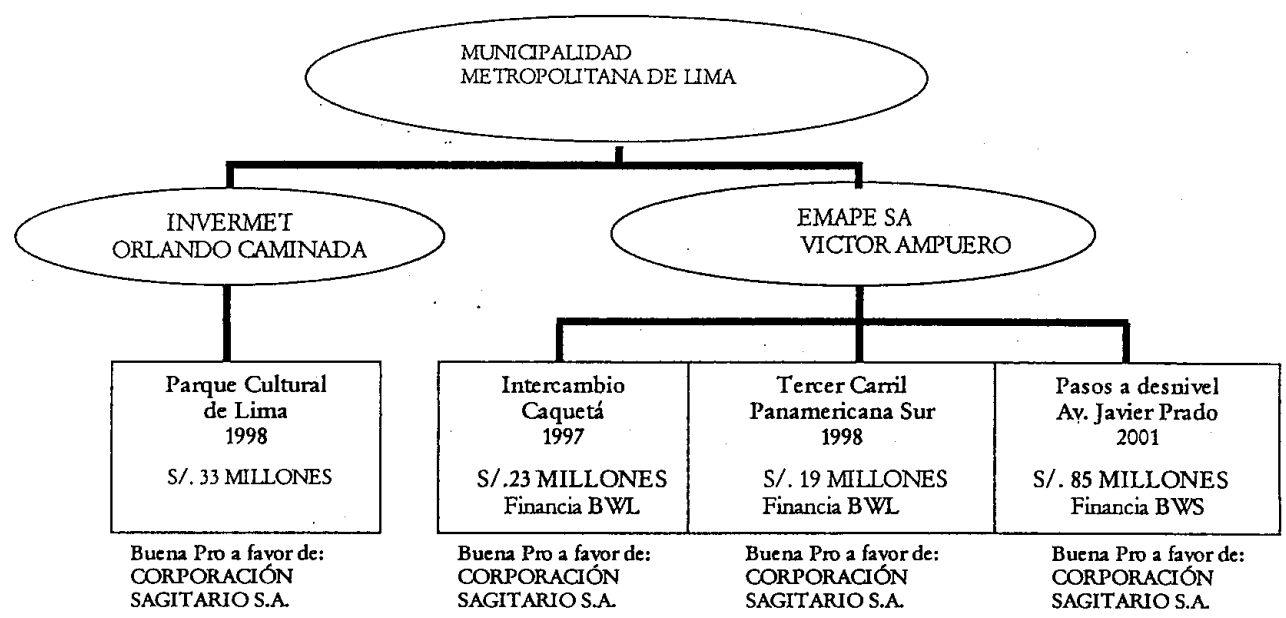 MUNICIPALIDAD
METROPOLITANA DE LIMA
INVERMET
ORLANDO CAMINADA
EMAPE SA
VICTOR AMPUERO
Parque Cultural
de Lima
1998
S/. 33 MILLONES
Buena Pro a favor de:
CORPORACIÓN
SAGITARIO S.A.
Intercambio
Caquetá
1997
S/.23 MILLONES
Financia BWL
Buena Pro a favor de:
CORPORACIÓN
SAGITARIO S.A.
Tercer Carril
Panamericana Sur
1998
S/. 19 MILLONES
Financia BWL
Buena Pro a favor de:
CORPORACIÓN
SAGITARIO S.A.
Pasos a desnivel
Av. Javier Prado
2001
S/. 85 MILLONES
Financia BWS
Buena Pro a favor de:
CORPORACIÓN
SAGITARIO S.A.